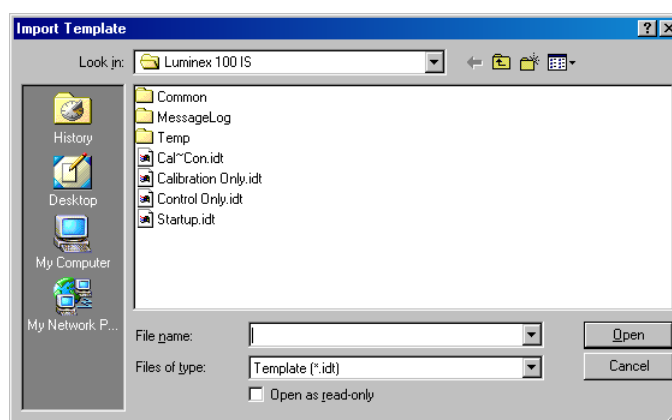 Import Template
Look in: Luminex 100 IS
History
Desktop
My Computer
My Network P...
Common
MessageLog
Temp
Cal~Con.idt
Calibration Only.idt
Control Only.idt
Startup.idt
File name: Open
Files of type: Template (*.idt) Cancel
Open as read-only